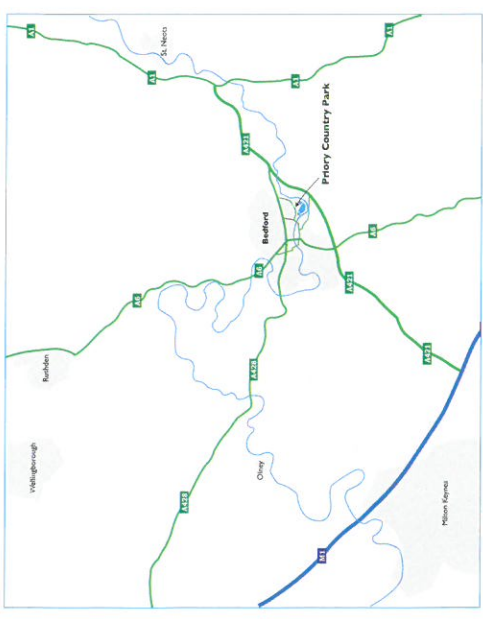 Wellingborough
Rushden
A1
A6
A1
St. Neots
A428
A421
A428
A6
Olney
Bedford
A1
M1
Priory Country Park
A421
A6
A1
A421
Milton Keynes